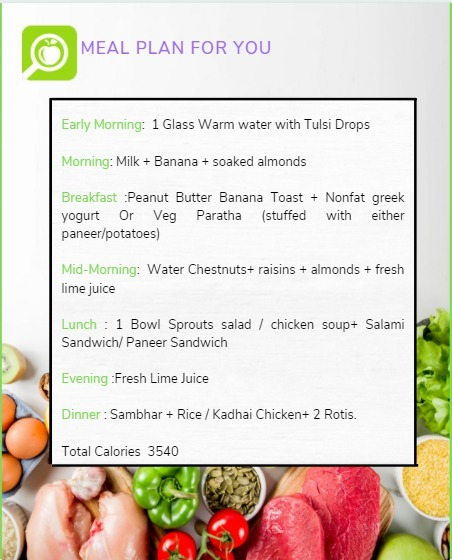 MEAL PLAN FOR YOU
Early Morning:  1 Glass Warm water with Tulsi Drops
Morning: Milk + Banana + soaked almonds
Breakfast :Peanut Butter Banana Toast + Nonfat greek
yogurt Or Veg Paratha (stuffed with either
paneer/potatoes)
Mid-Morning:  Water Chestnuts+ raisins + almonds + fresh
lime juice
Lunch : 1 Bowl Sprouts salad / chicken soup+ Salami
Sandwich/ Paneer Sandwich
Evening :Fresh Lime Juice
Dinner : Sambhar + Rice / Kadhai Chicken+ 2 Rotis.
Total Calories  3540